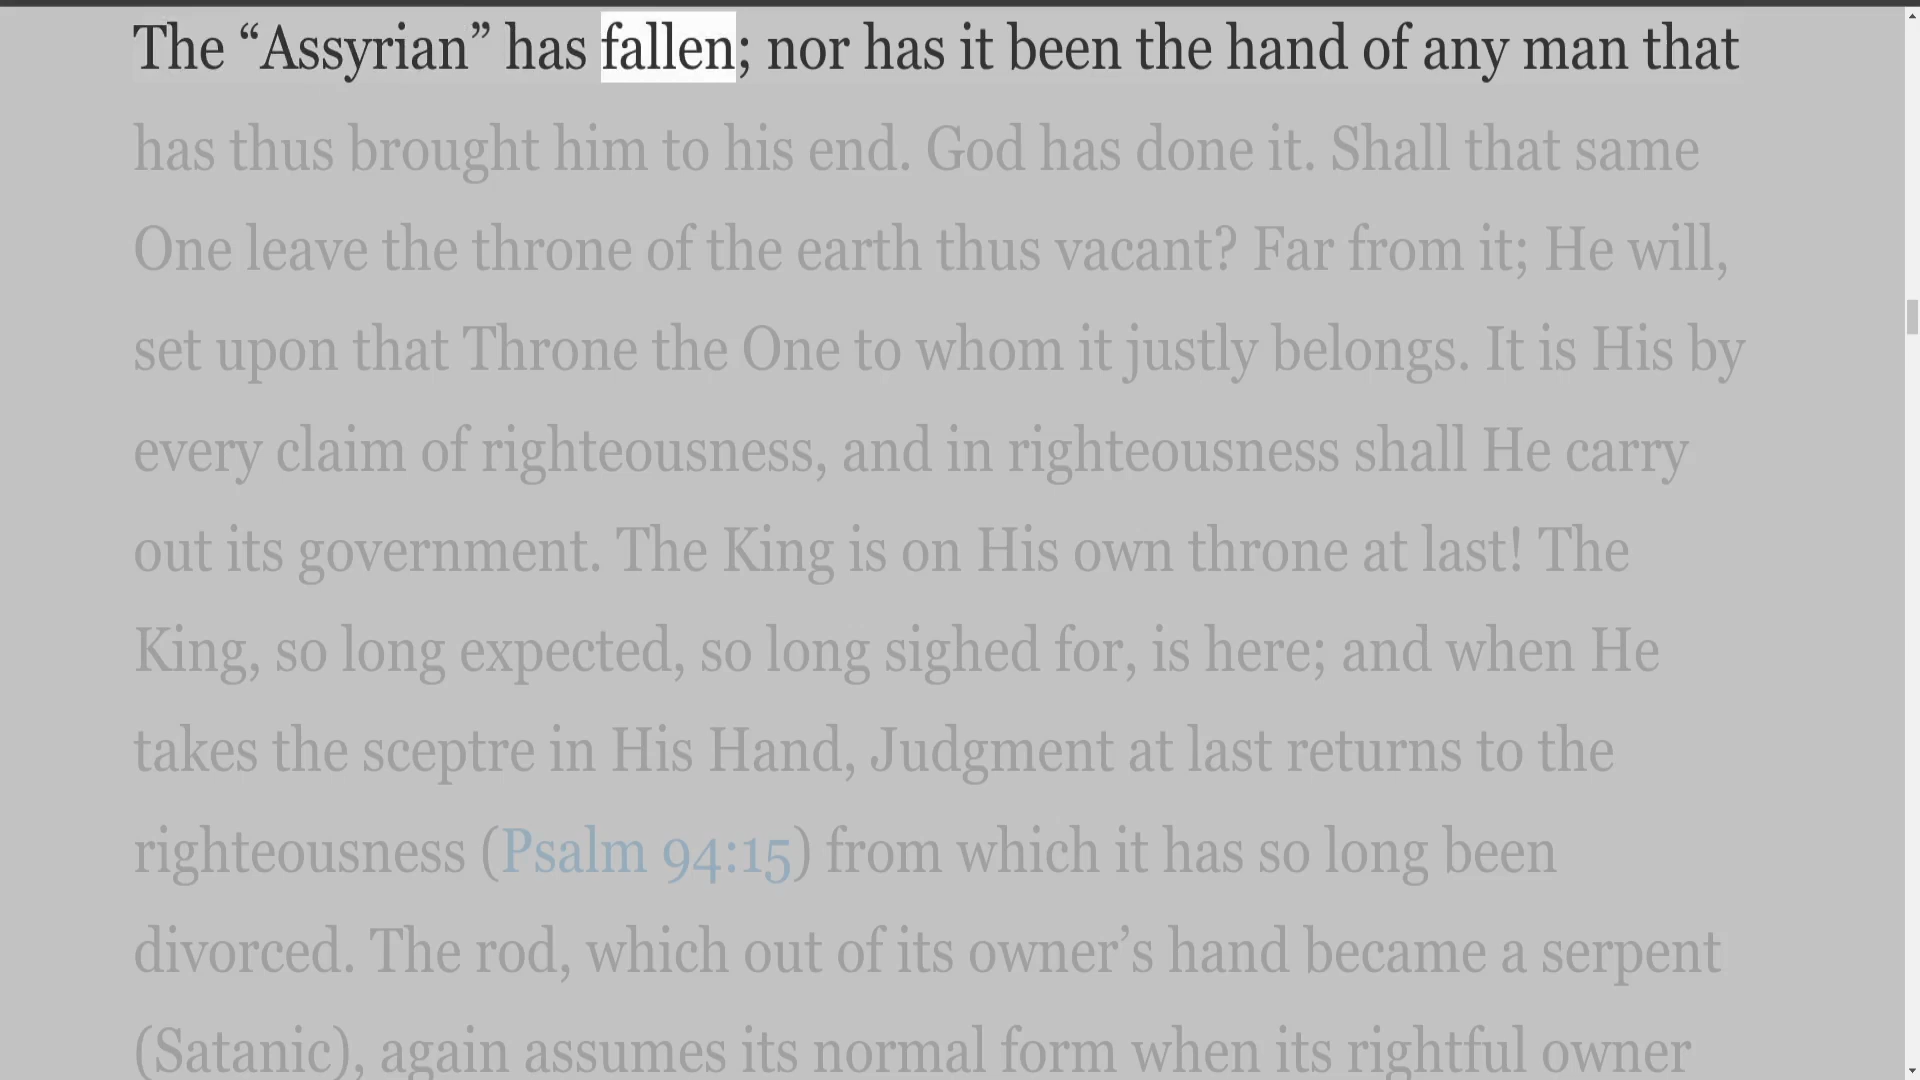 The “Assyrian” has fallen; nor has it been the hand of any man that
has thus brought him to his end. God has done it. Shall that same
One leave the throne of the earth thus vacant? Far from it; He will,
set upon that Throne the One to whom it justly belongs. It is His by
every claim of righteousness, and in righteousness shall He carry
out its government. The King is on His own throne at last! The
King, so long expected, so long sighed for, is here; and when He
takes the sceptre in His Hand, Judgment at last returns to the
righteousness (Psalm 94:15) from which it has so long been
divorced. The rod, which out of its owner’s hand became a serpent
(Satanic), again assumes its normal form when its rightful owner